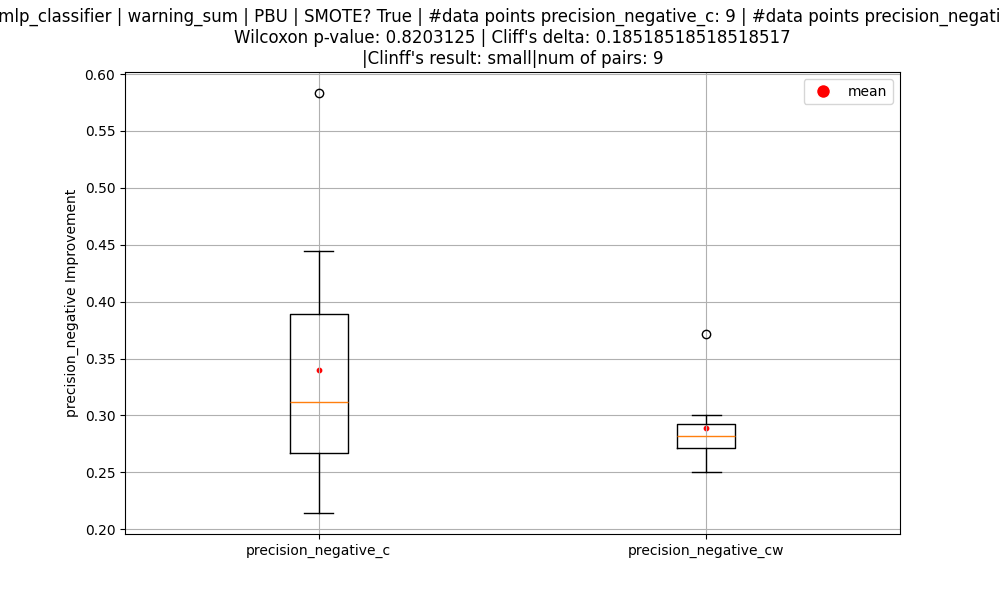 mlp_classifier | warning_sum | PBU | SMOTE? True | #data points precision_negative_c: 9 | #data points
Wilcoxon p-value: 0.8203125 | Cliff's delta: 0.18518518518518517
|Clinff's result: small|num of pairs: 9
mean
0.60
0.55
0.50
0.45
0.40
0.35
0.30
0.25
0.20
precision_negative Improvement
precision_negative_c
precision_negative_cw